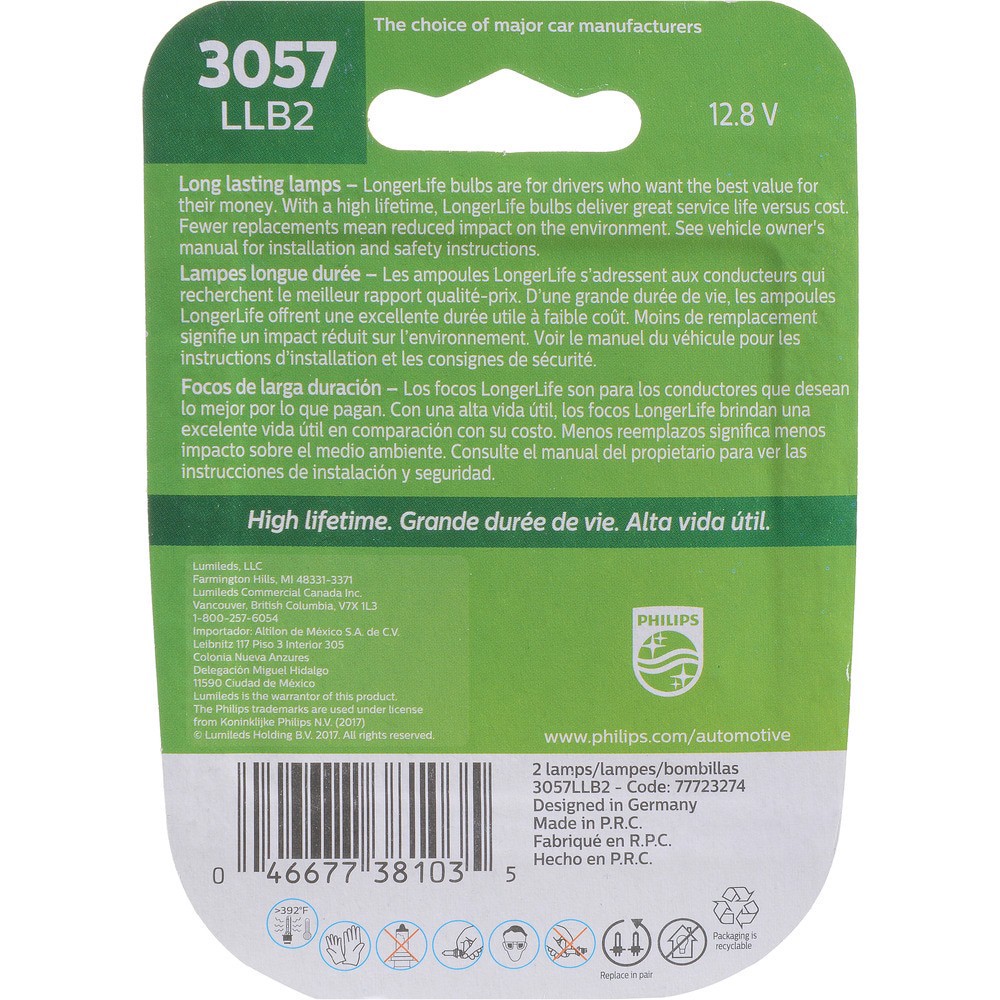 The choice of major car manufacturers
3057
LLB2
12.8 V
Long lasting lamps – LongerLife bulbs are for drivers who want the best value for
their money. With a high lifetime, LongerLife bulbs deliver great service life versus cost.
Fewer replacements mean reduced impact on the environment. See vehicle owner's
manual for installation and safety instructions.
Lampes longue durée – Les ampoules LongerLife s'adressent aux conducteurs qui
recherchent le meilleur rapport qualité-prix. D'une grande durée de vie, les ampoules
LongerLife offrent une excellente durée utile à faible coût. Moins de remplacement
signifie un impact réduit sur l'environnement. Voir le manuel du véhicule pour les
instructions d'installation et les consignes de sécurité.
Focos de larga duración – Los focos LongerLife son para los conductores que desean
lo mejor por lo que pagan. Con una alta vida útil, los focos LongerLife brindan una
excelente vida útil en comparación con su costo. Menos reemplazos significa menos
impacto sobre el medio ambiente. Consulte el manual del propietario para ver las
instrucciones de instalación y seguridad.
High lifetime. Grande durée de vie. Alta vida útil.
Lumileds, LLC
Farmington Hills, MI 48331-3371
Lumileds Commercial Canada Inc.
Vancouver, British Columbia, V7X 1L3
1-800-257-6054
Importador: Altilon de México S.A. de C.V.
Leibnitz 117 Piso 3 Interior 305
Colonia Nueva Anzures
Delegación Miguel Hidalgo
11590 Ciudad de México
Lumileds is the warrantor of this product.
The Philips trademarks are used under license
from Koninklijke Philips N.V. (2017)
© Lumileds Holding B.V. 2017. All rights reserved.
PHILIPS
www.philips.com/automotive
2 lamps/lampes/bombillas
3057LLB2 - Code: 77723274
Designed in Germany
Made in P.R.C.
Fabriqué en R.P.C.
Hecho en P.R.C.
0 46677 38103 5
>392°F
Replace in pair
Packaging is
recyclable